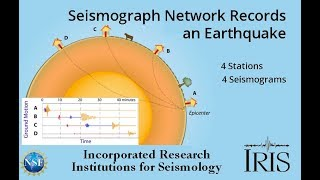 Seismograph Network Records
an Earthquake
4 Stations
4 Seismograms
D
C
B
A
Epicenter
0 10 20 30 40 minutes
A
B
C
D
Ground Motion
Time
NSF
Incorporated Research
Institutions for Seismology
IRIS